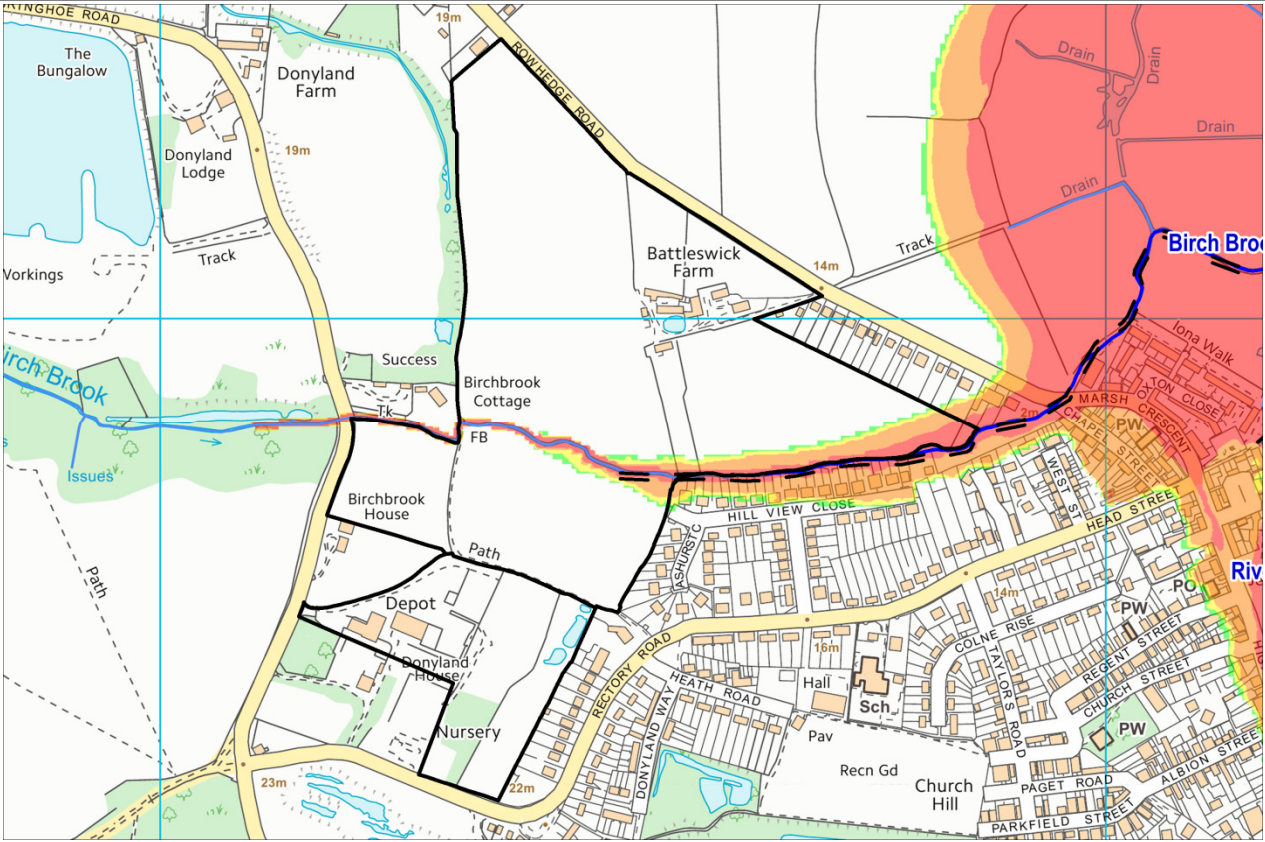 RINGHOE ROAD
19m
The
Bungalow
Donyland
Farm
ROWHEDGE ROAD
Drain
Drain
Donyland
Lodge
19m
Drain
Drain
Track
Vorkings
Battleswick
Farm
Track
14m
Birch Broo
Iona Walk
irch Brook
Success
Birchbrook
Cottage
Tk
FB
TON CLOSE
MARSH CRESCENT
2m
PW
CHAPEL STREET
Issues
WEST ST
Birchbrook
House
HILL VIEW CLOSE
HEAD STREE
Path
ASHURST C
Path
Riv
Depot
14m
PO
PW
Donyland
House
RECTORY ROAD
COLNE RISE
REGENT STREET
16m
HEATH ROAD
Hall
Sch
TAYLORS ROAD
CHURCH STREET
Nursery
DONYLAND WAY
Pav
PW
ALBION STREET
Recn Gd
23m
22m
Church
Hill
PAGET ROAD
PARKFIELD STREET